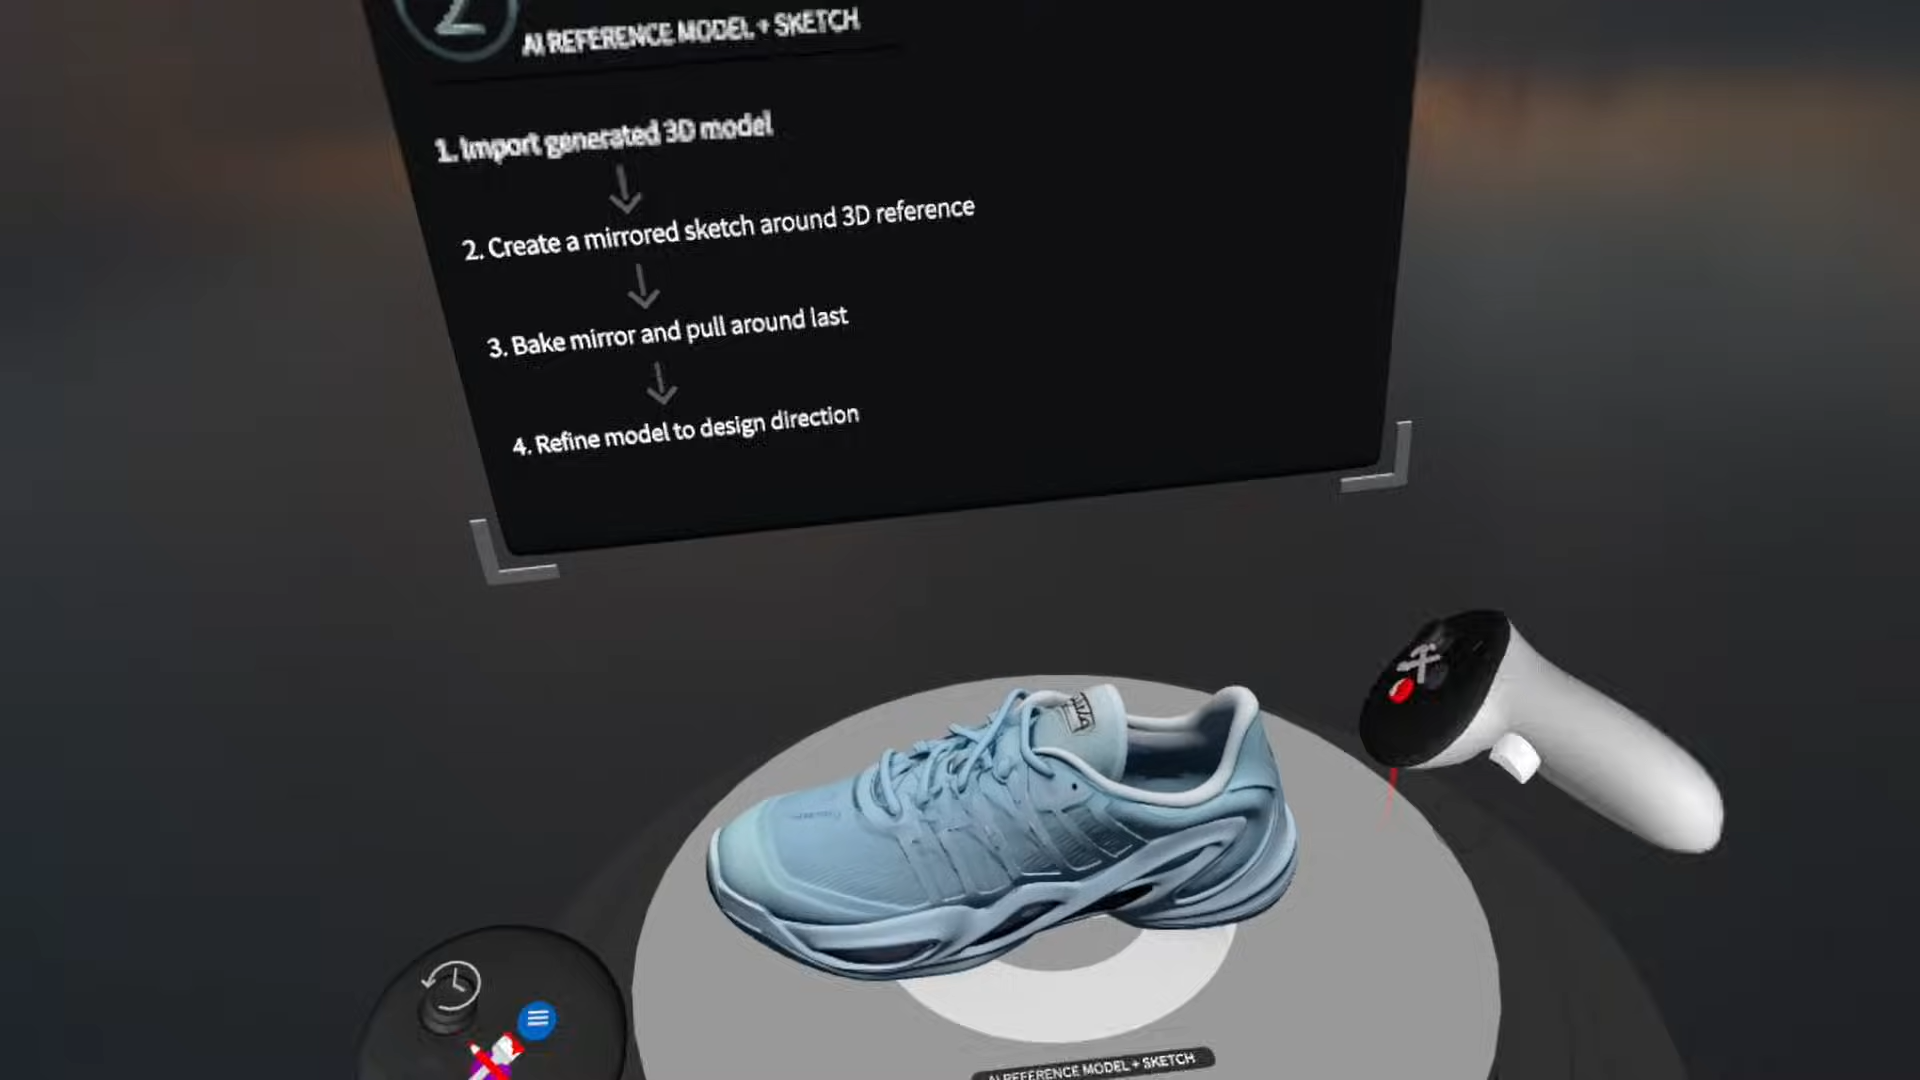 2
AI REFERENCE MODEL + SKETCH
1. Import generated 3D model
2. Create a mirrored sketch around 3D reference
3. Bake mirror and pull around last
4. Refine model to design direction
AI REFERENCE MODEL + SKETCH